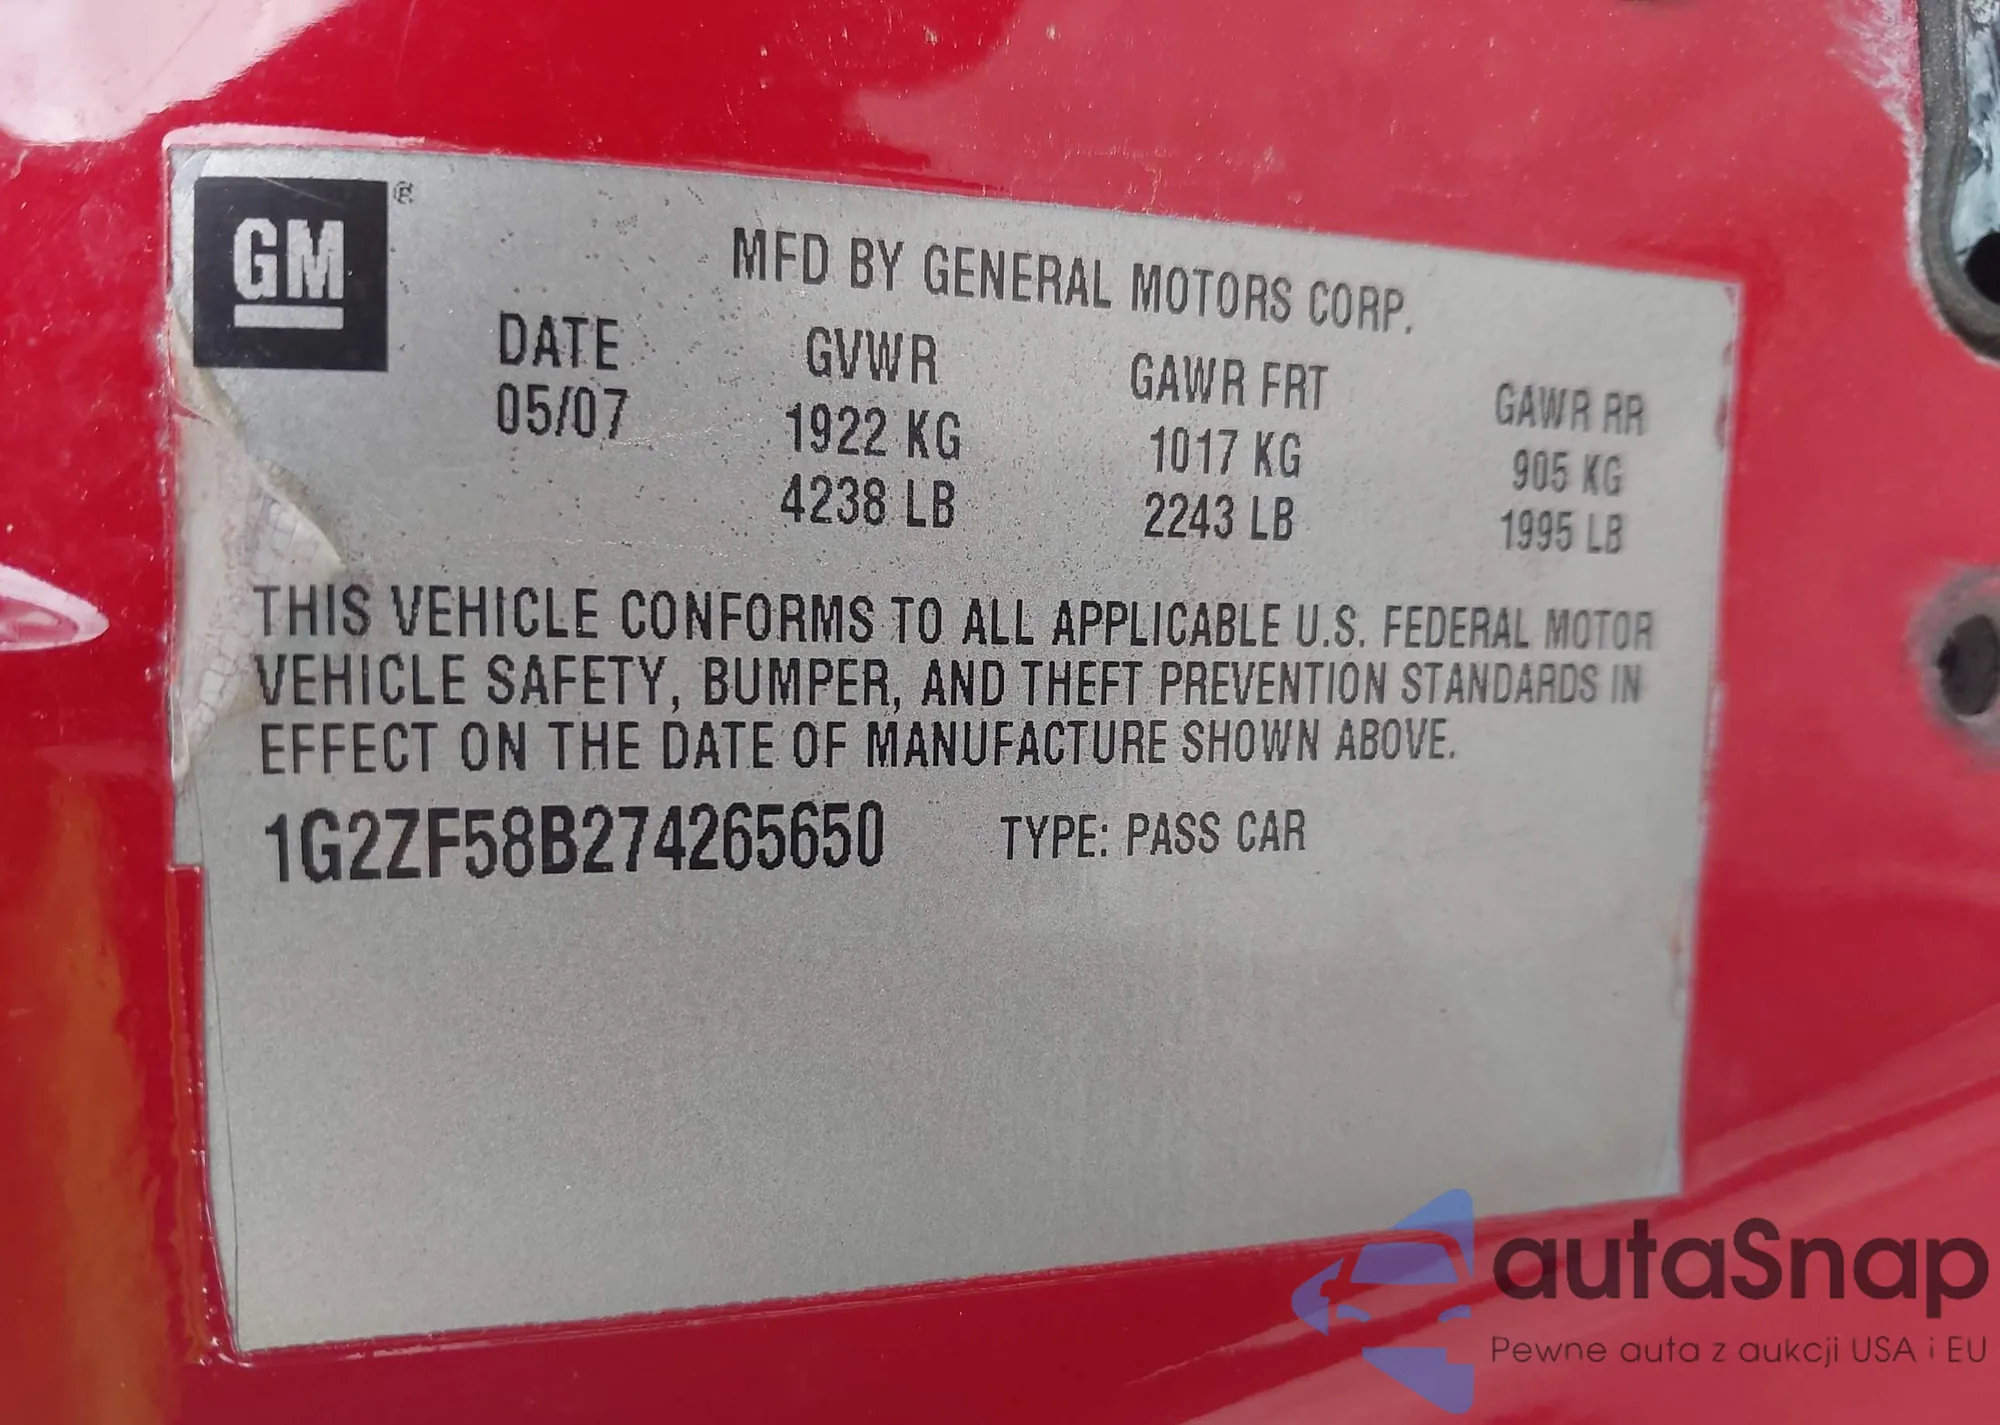 GM ®
MFD BY GENERAL MOTORS CORP.
DATE GVWR GAWR FRT GAWR RR
05/07 1922 KG 1017 KG 905 KG
4238 LB 2243 LB 1995 LB
THIS VEHICLE CONFORMS TO ALL APPLICABLE U.S. FEDERAL MOTOR
VEHICLE SAFETY, BUMPER, AND THEFT PREVENTION STANDARDS IN
EFFECT ON THE DATE OF MANUFACTURE SHOWN ABOVE.
1G2ZF58B274265650 TYPE: PASS CAR
autaSnap
Pewne auta z aukcji USA i EU